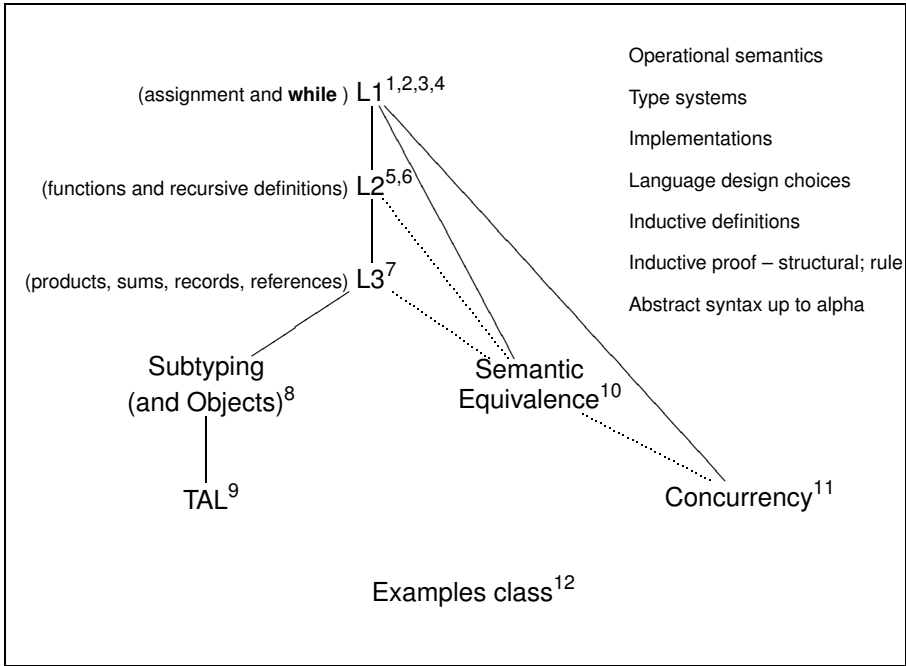 (assignment and while ) L1 1,2,3,4
(functions and recursive definitions) L2 5,6
(products, sums, records, references) L3 7
Subtyping
(and Objects) 8
TAL 9
Semantic
Equivalence 10
Concurrency 11
Examples class 12
Operational semantics
Type systems
Implementations
Language design choices
Inductive definitions
Inductive proof – structural; rule
Abstract syntax up to alpha